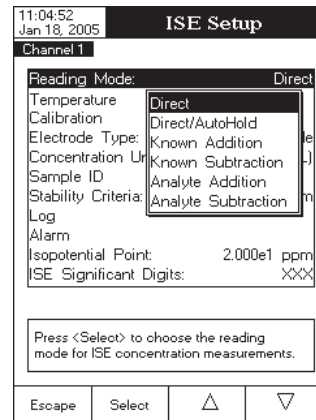 11:04:52
Jan 18, 2005
ISE Setup
Channel 1
Reading Mode: Direct
Temperature
Calibration
Electrode Type:
Concentration
Sample ID
Stability Criteria:
Log
Alarm
Isopotential Point: 2.000e1 ppm
ISE Significant Digits: XXX
Direct
Direct/AutoHold
Known Addition
Known Subtraction
Analyte Addition
Analyte Subtraction
Press <Select> to choose the reading
mode for ISE concentration measurements.
Escape Select